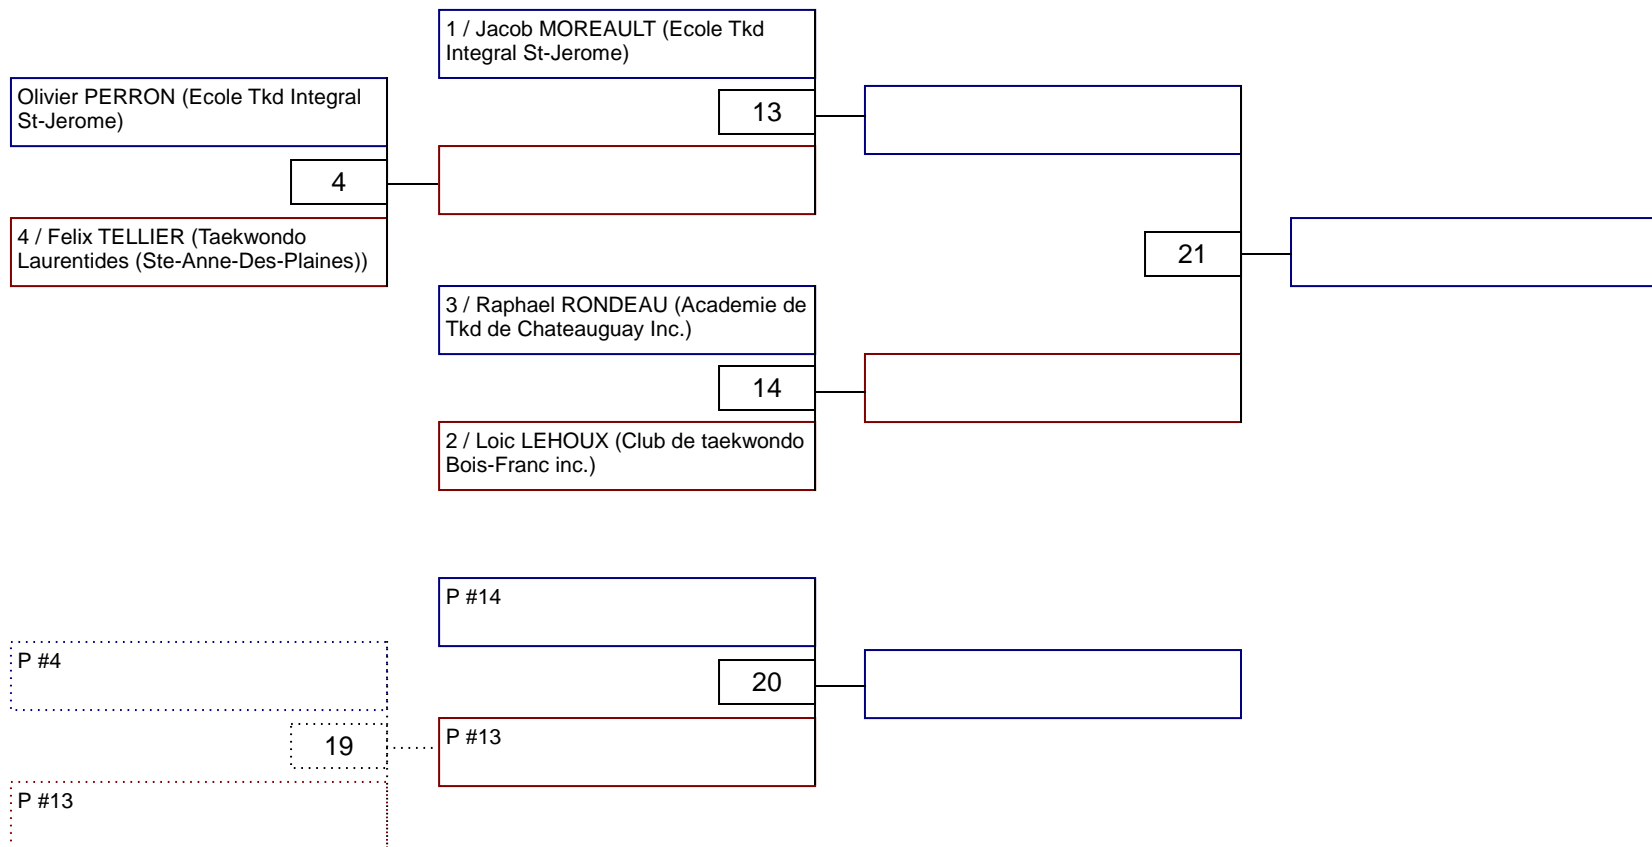 1 / Jacob MOREAULT (Ecole Tkd
Integral St-Jerome)
Olivier PERRON (Ecole Tkd Integral
St-Jerome)
13
4
4 / Felix TELLIER (Taekwondo
Laurentides (Ste-Anne-Des-Plaines))
21
3 / Raphael RONDEAU (Academie de
Tkd de Chateauguay Inc.)
14
2 / Loic LEHOUX (Club de taekwondo
Bois-Franc inc.)
P #14
P #4
20
P #13
19
P #13